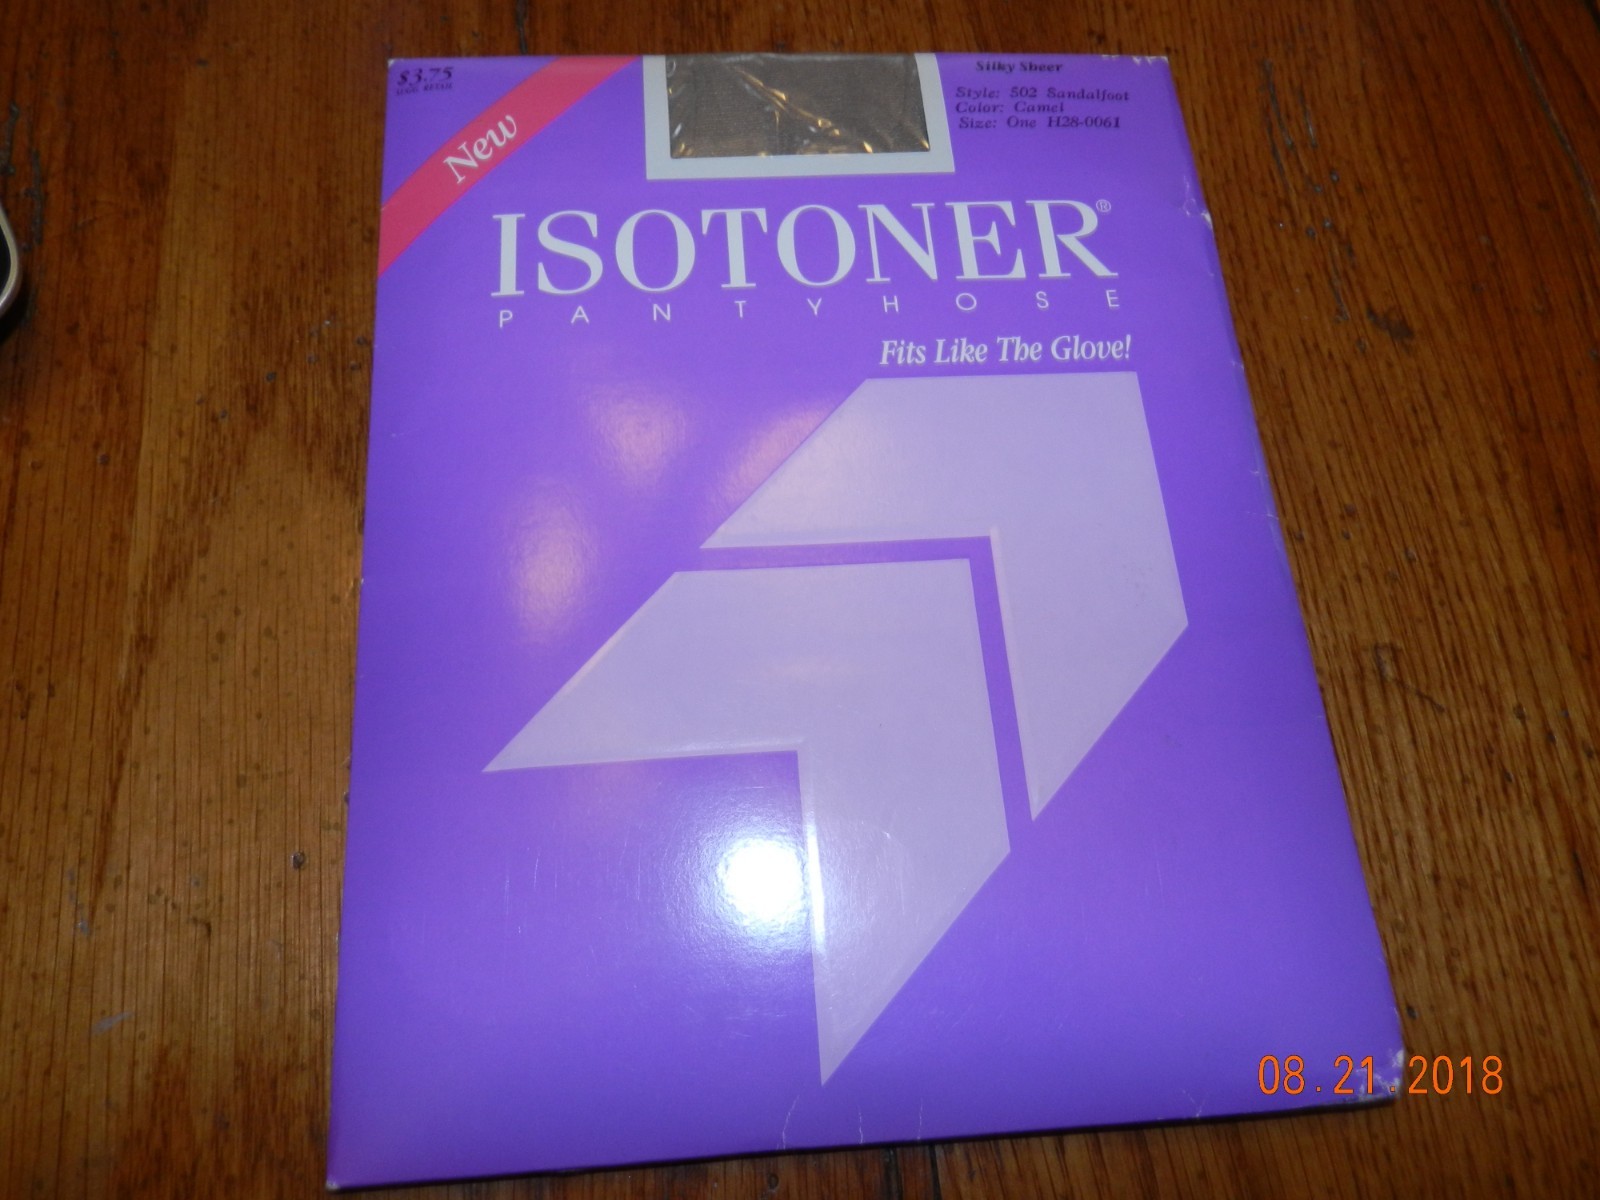 $3.75
New
Silky Sheer
Style: 502 Sandalfoot
Color: Camel
Size: One H28-0061
ISOTONER®
PANTYHOSE
Fits Like The Glove!
08.21.2018